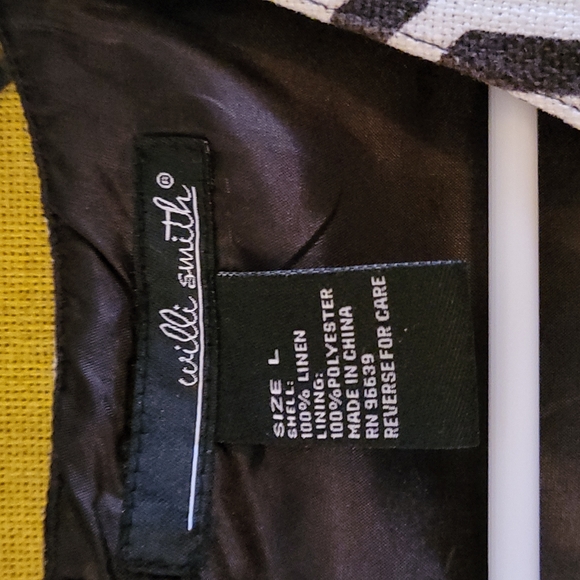 willi smith®
SIZE L
SHELL:
100% LINEN
LINING:
100%POLYESTER
MADE IN CHINA
RN 96639
REVERSE FOR CARE